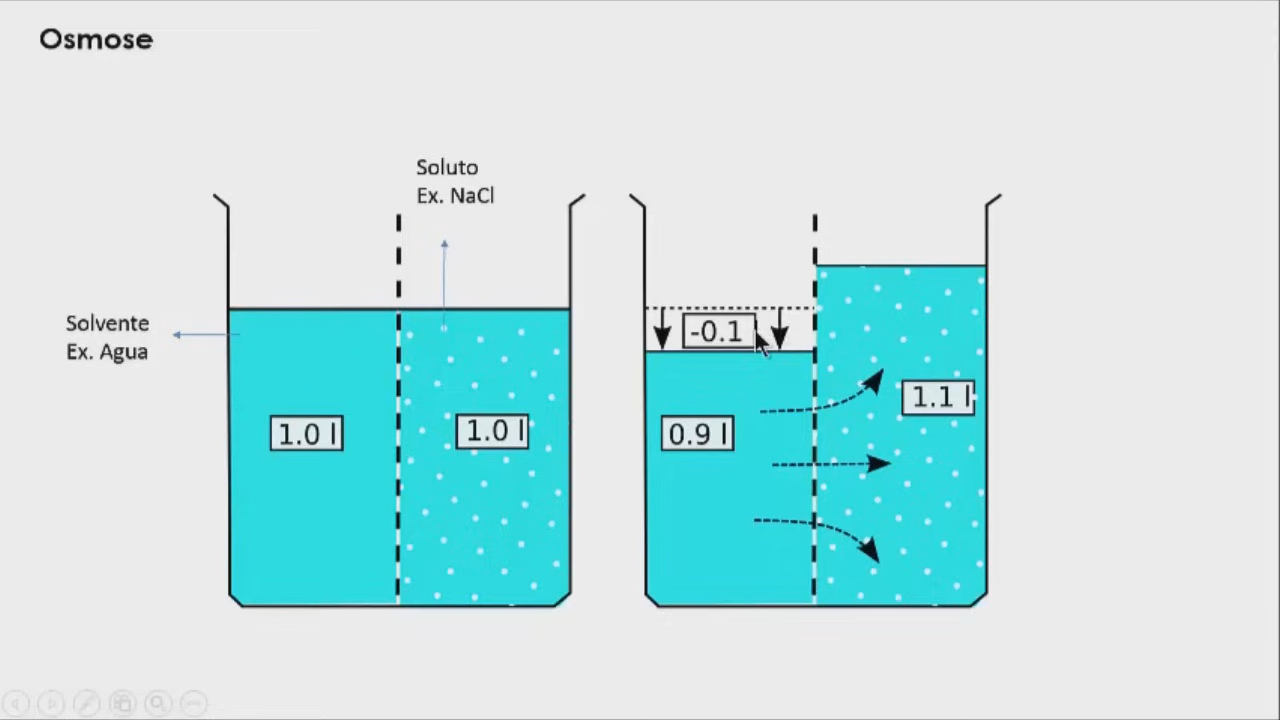 Osmose
Soluto
Ex. NaCl
Solvente
Ex. Agua
1.0 l
1.0 l
-0.1
0.9 l
1.1 l